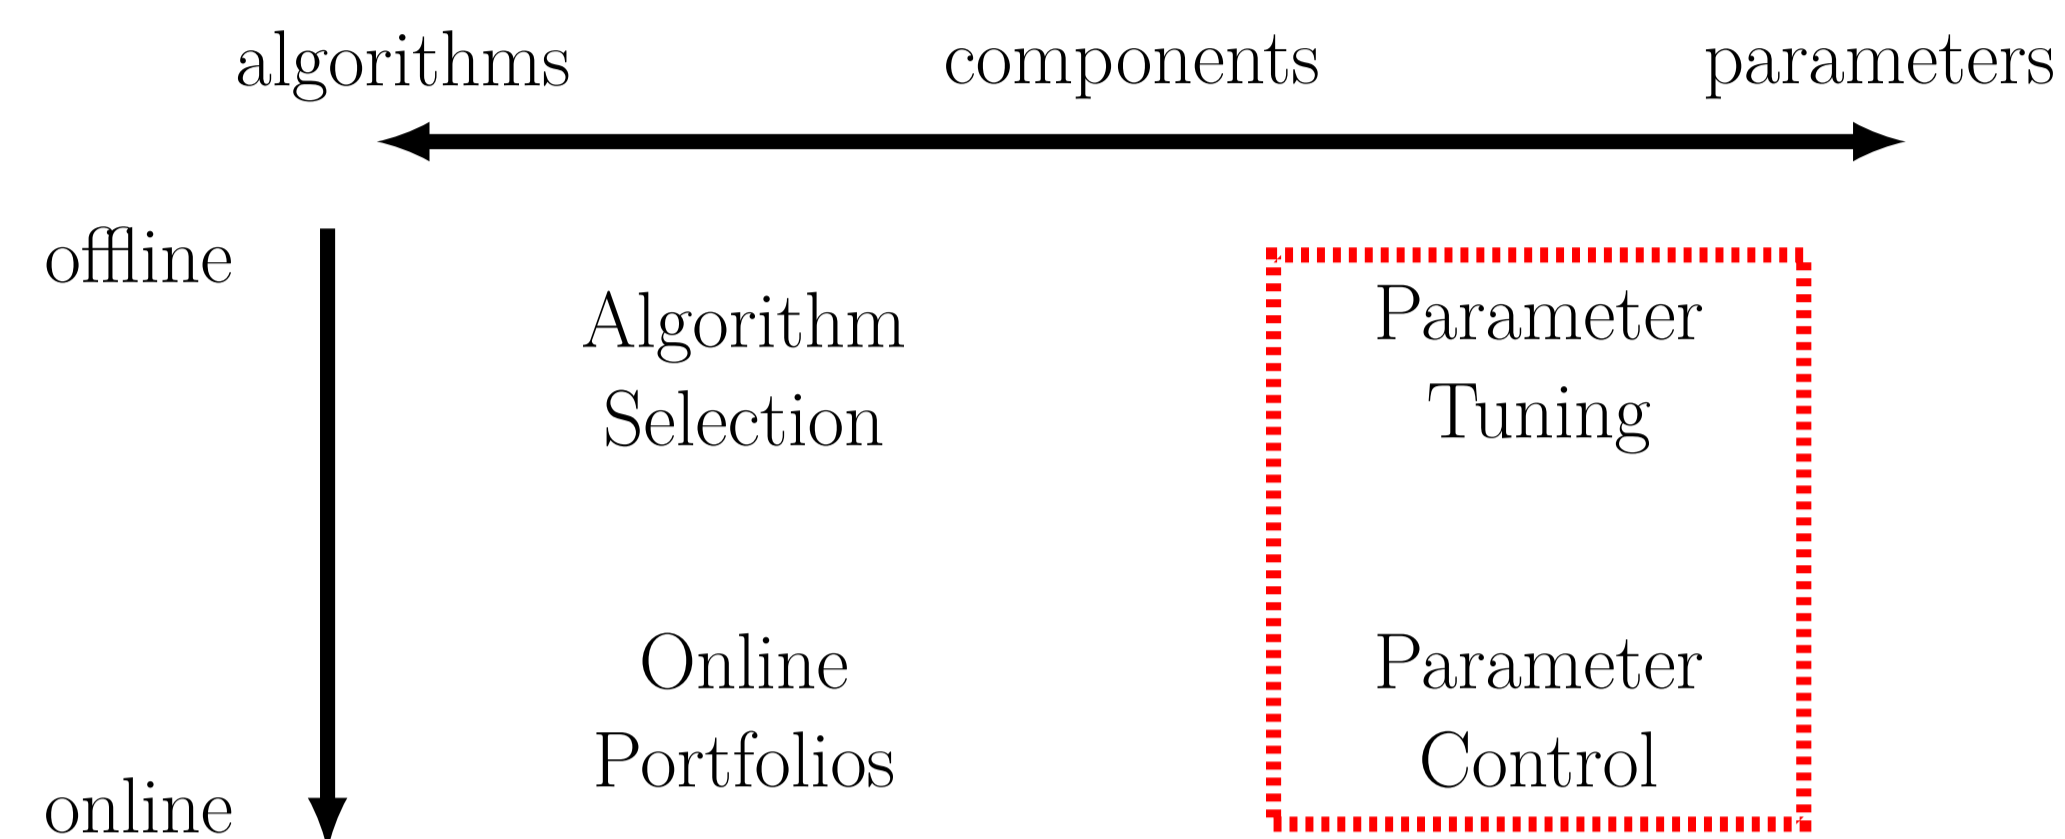 algorithms components parameters
offline
Algorithm
Selection
Parameter
Tuning
Online
Portfolios
Parameter
Control
online